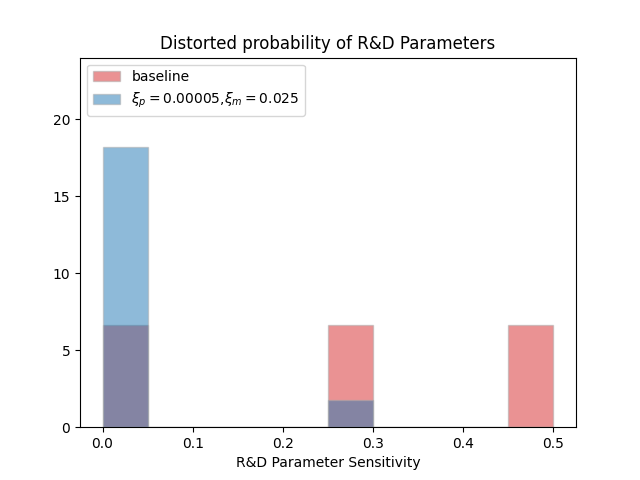 Distorted probability of R&D Parameters
baseline
ξₚ = 0.00005,ξₘ = 0.025
20
15
10
5
0
0.0 0.1 0.2 0.3 0.4 0.5
R&D Parameter Sensitivity